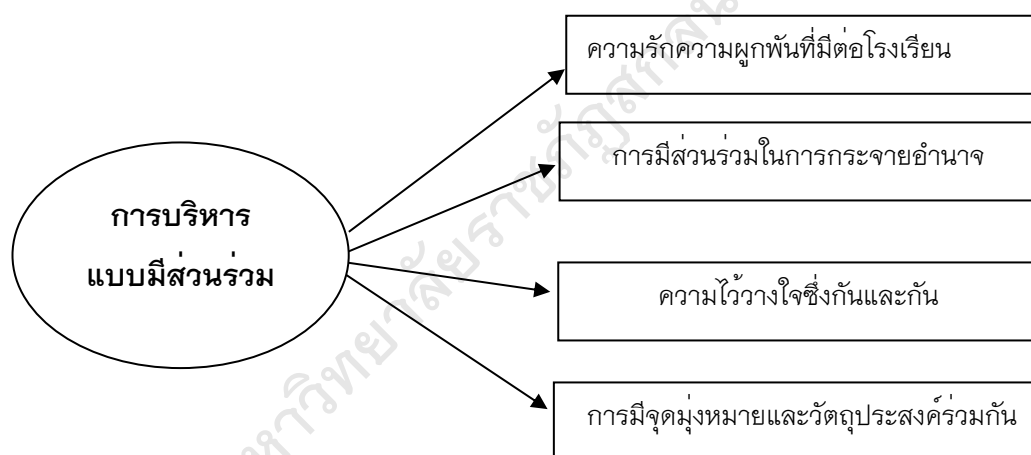 ความรักความผูกพันที่มีต่อโรงเรียน
การมีส่วนร่วมในการกระจายอำนาจ
การบริหาร
แบบมีส่วนร่วม
ความไว้วางใจซึ่งกันและกัน
การมีจุดมุ่งหมายและวัตถุประสงค์ร่วมกัน